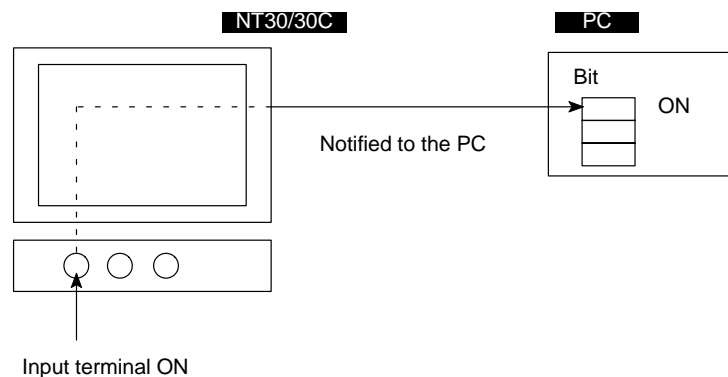 NT30/30C
PC
Bit
ON
Notified to the PC
Input terminal ON